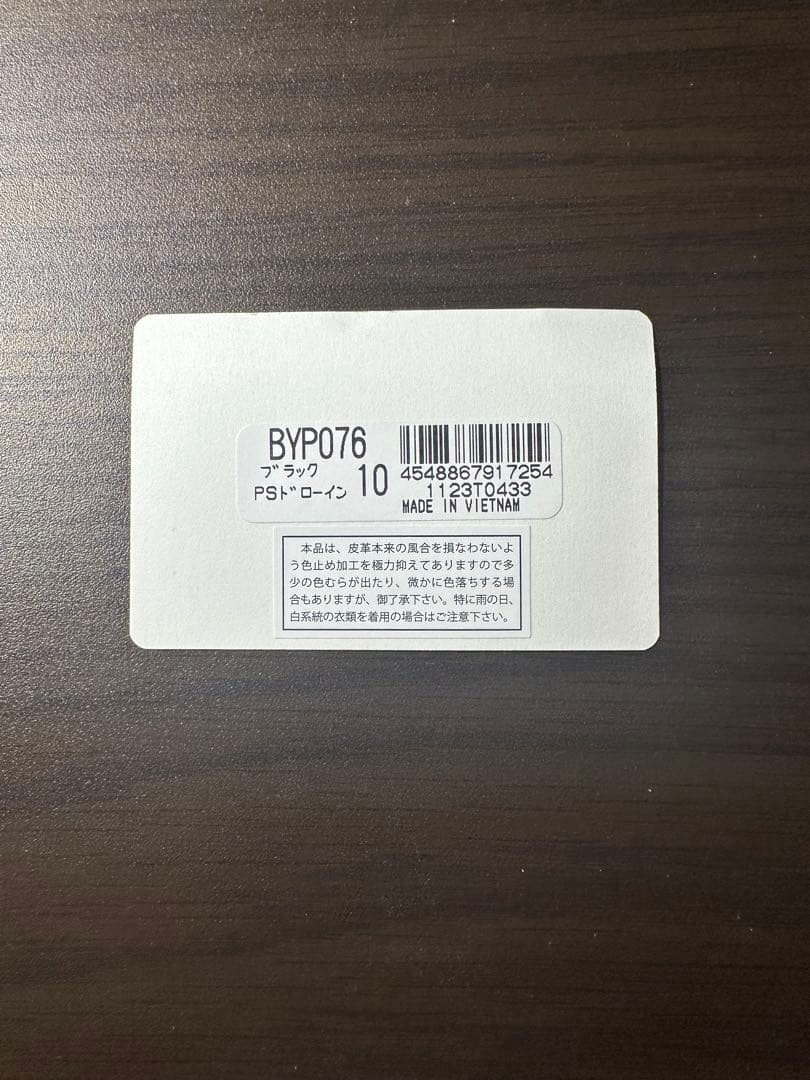 BYP076
ブラック
PSドローイン 10
4548867917254
1123T0433
MADE IN VIETNAM
本品は、皮革本来の風合を損なわないよ
う色止め加工を極力抑えてありますので多
少の色むらが出たり、微かに色落ちする場
合もありますが、御了承下さい。特に雨の日、
白系統の衣類を着用の場合はご注意下さい。